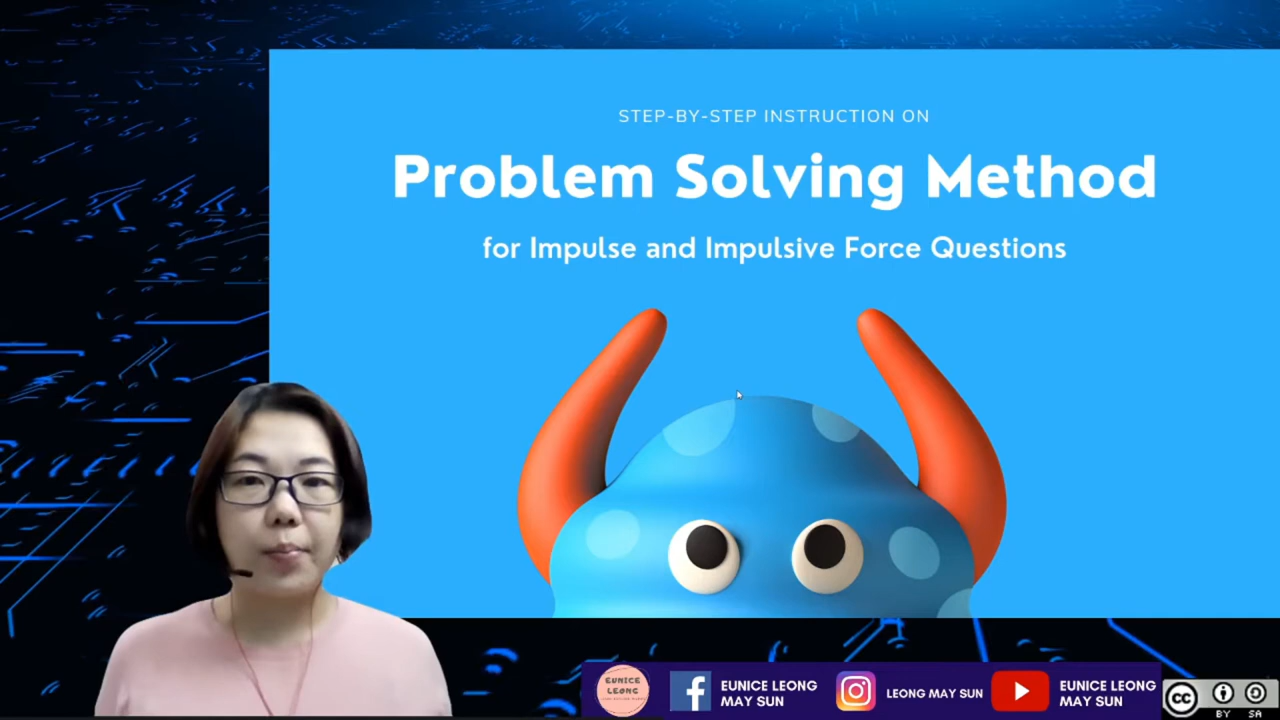 STEP-BY-STEP INSTRUCTION ON
Problem Solving Method
for Impulse and Impulsive Force Questions
EUNICE
LEONG
EUNICE LEONG
MAY SUN
LEONG MAY SUN
EUNICE LEONG
MAY SUN
CC
BY SA